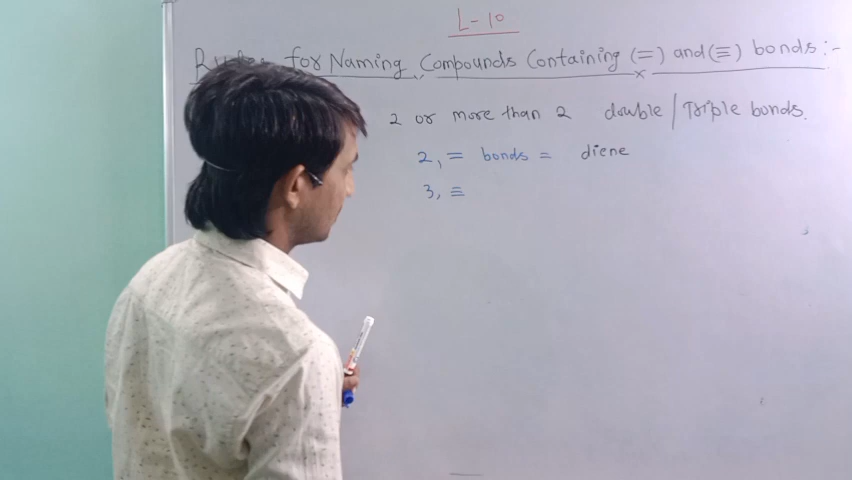 L-10
Rules for Naming Compounds Containing (=) and (≡) bonds:-
2 or more than 2 double/Triple bonds.
2, = bonds = diene
3, ≡